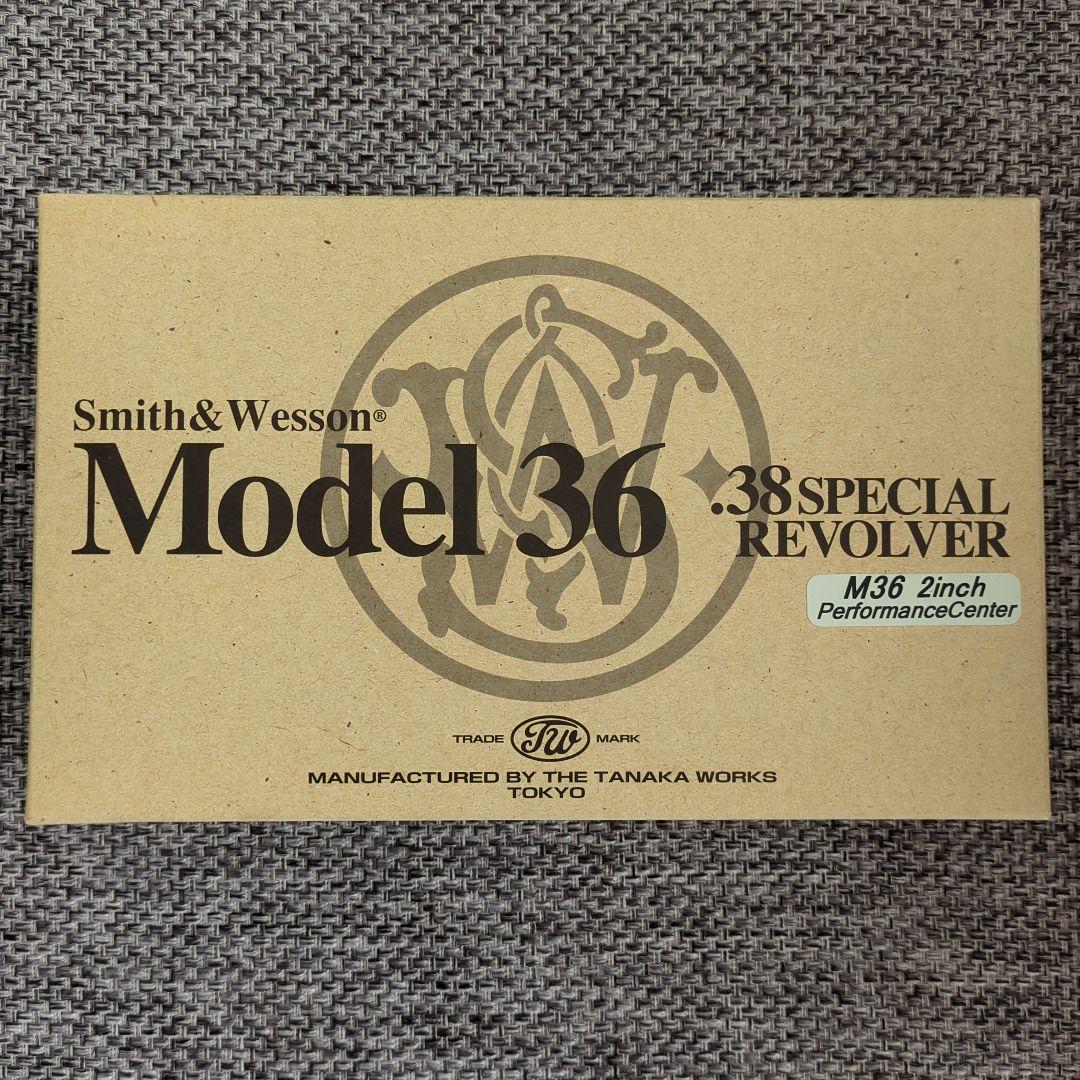 Smith & Wesson®
Model 36
.38 SPECIAL
REVOLVER
M36 2inch
PerformanceCenter
TRADE TW MARK
MANUFACTURED BY THE TANAKA WORKS
TOKYO